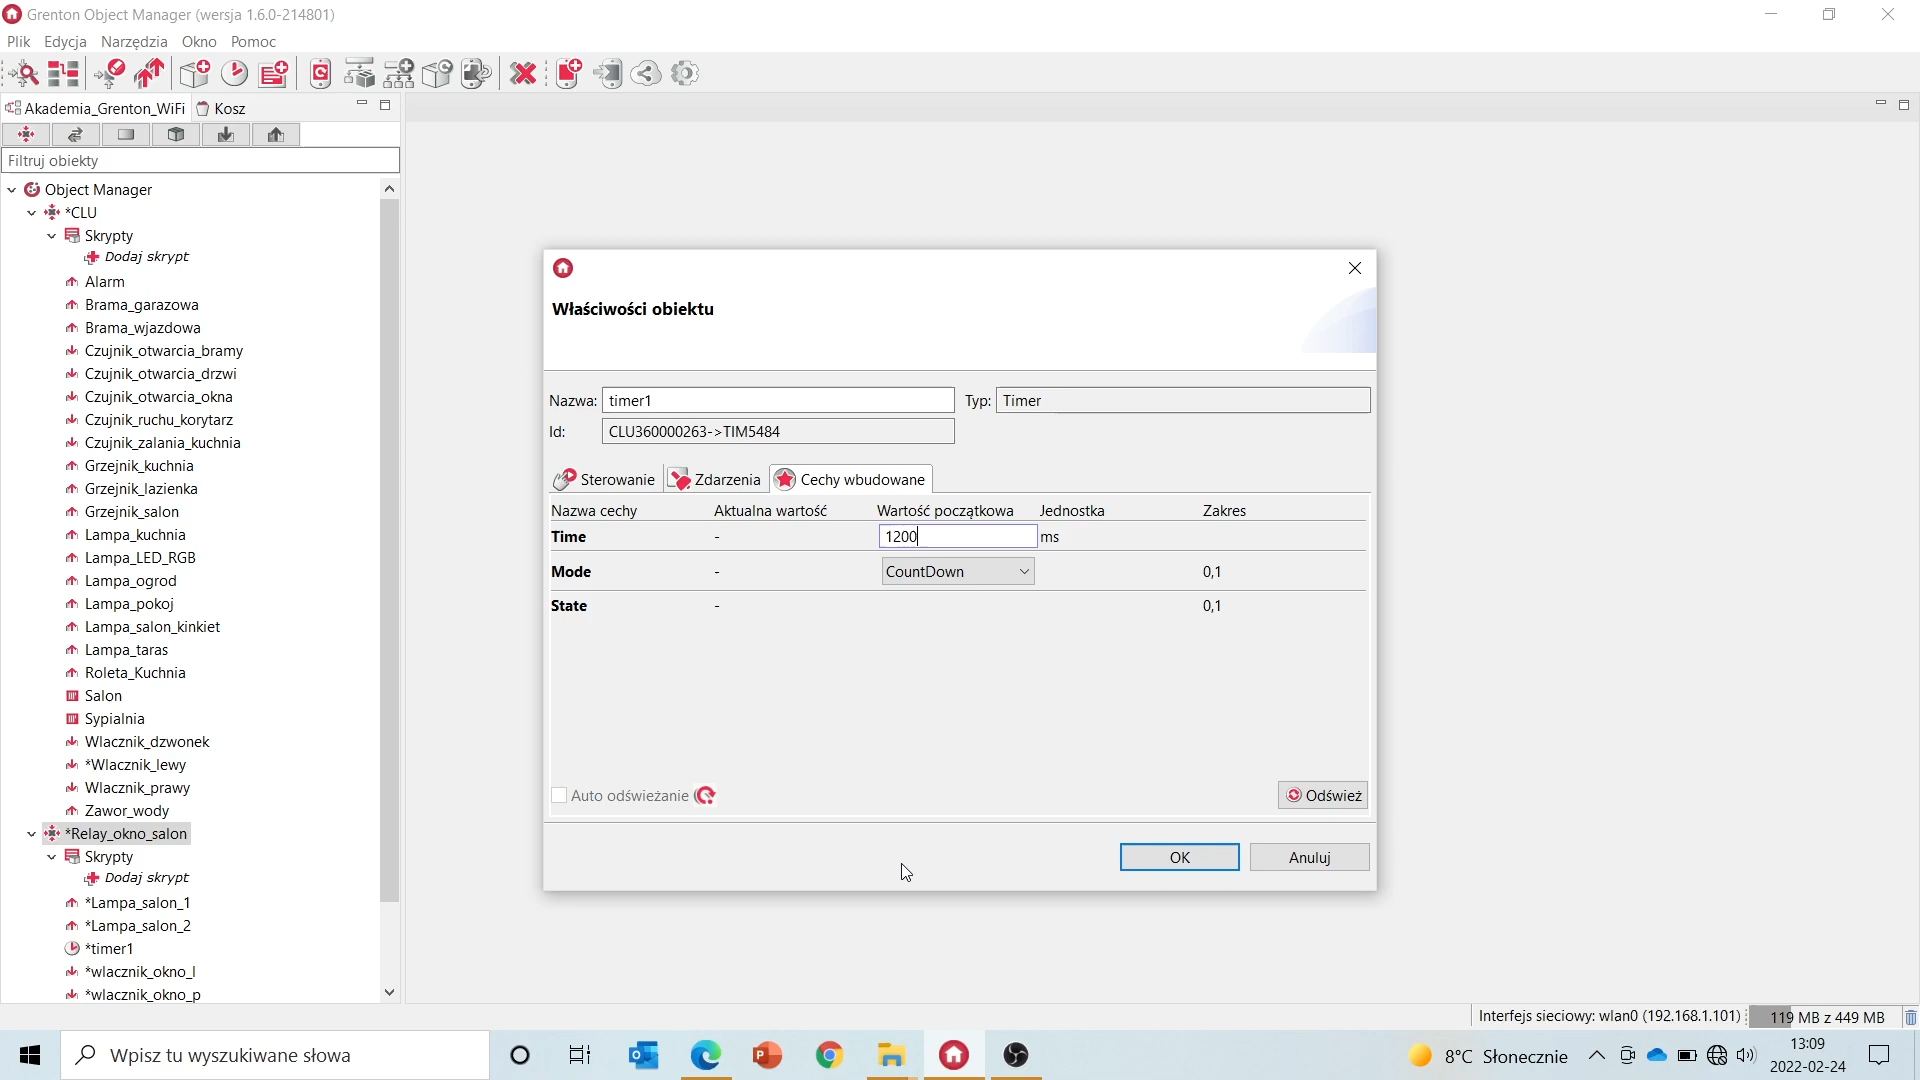 Grenton Object Manager (wersja 1.6.0-214801)
Plik Edycja Narzędzia Okno Pomoc
Akademia_Grenton_WiFi Kosz
Filtruj obiekty
Object Manager
*CLU
Skrypty
Dodaj skrypt
Alarm
Brama_garazowa
Brama_wjazdowa
Czujnik_otwarcia_bramy
Czujnik_otwarcia_drzwi
Czujnik_otwarcia_okna
Czujnik_ruchu_korytarz
Czujnik_zalania_kuchnia
Grzejnik_kuchnia
Grzejnik_lazienka
Grzejnik_salon
Lampa_kuchnia
Lampa_LED_RGB
Lampa_ogrod
Lampa_pokoj
Lampa_salon_kinkiet
Lampa_taras
Roleta_Kuchnia
Salon
Sypialnia
Wlacznik_dzwonek
*Wlacznik_lewy
Wlacznik_prawy
Zawor_wody
*Relay_okno_salon
Skrypty
Dodaj skrypt
*Lampa_salon_1
*Lampa_salon_2
*timer1
*wlacznik_okno_l
*wlacznik_okno_p
Właściwości obiektu
Nazwa: timer1 Typ: Timer
Id: CLU360000263->TIM5484
Sterowanie Zdarzenia Cechy wbudowane
Nazwa cechy Aktualna wartość Wartość początkowa Jednostka Zakres
Time - 1200 ms
Mode - CountDown 0,1
State - 0,1
Auto odświeżanie Odśwież
OK Anuluj
Interfejs sieciowy: wlan0 (192.168.1.101) 119 MB z 449 MB
Wpisz tu wyszukiwane słowa
8°C Słonecznie
13:09
2022-02-24